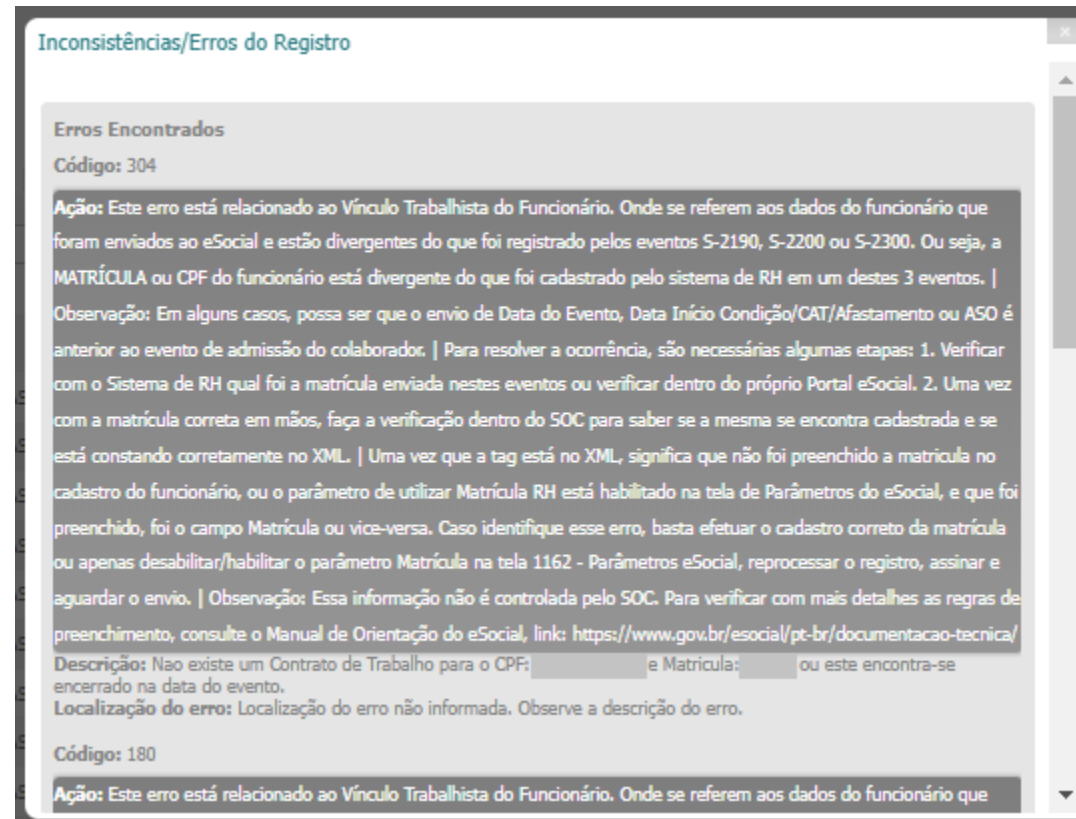 Inconsistências/Erros do Registro
×
Erros Encontrados
Código: 304
Ação: Este erro está relacionado ao Vínculo Trabalhista do Funcionário. Onde se referem aos dados do funcionário que
foram enviados ao eSocial e estão divergentes do que foi registrado pelos eventos S-2190, S-2200 ou S-2300. Ou seja, a
MATRÍCULA ou CPF do funcionário está divergente do que foi cadastrado pelo sistema de RH em um destes 3 eventos. |
Observação: Em alguns casos, possa ser que o envio de Data do Evento, Data Início Condição/CAT/Afastamento ou ASO é
anterior ao evento de admissão do colaborador. | Para resolver a ocorrência, são necessárias algumas etapas: 1. Verificar
com o Sistema de RH qual foi a matrícula enviada nestes eventos ou verificar dentro do próprio Portal eSocial. 2. Uma vez
com a matrícula correta em mãos, faça a verificação dentro do SOC para saber se a mesma se encontra cadastrada e se
está constando corretamente no XML. | Uma vez que a tag está no XML, significa que não foi preenchido a matricula no
cadastro do funcionário, ou o parâmetro de utilizar Matrícula RH está habilitado na tela de Parâmetros do eSocial, e que foi
preenchido, foi o campo Matrícula ou vice-versa. Caso identifique esse erro, basta efetuar o cadastro correto da matrícula
ou apenas desabilitar/habilitar o parâmetro Matrícula na tela 1162 - Parâmetros eSocial, reprocessar o registro, assinar e
aguardar o envio. | Observação: Essa informação não é controlada pelo SOC. Para verificar com mais detalhes as regras de
preenchimento, consulte o Manual de Orientação do eSocial, link: https://www.gov.br/esocial/pt-br/documentacao-tecnica/
Descrição: Nao existe um Contrato de Trabalho para o CPF: e Matricula: ou este encontra-se
encerrado na data do evento.
Localização do erro: Localização do erro não informada. Observe a descrição do erro.
Código: 180
Ação: Este erro está relacionado ao Vínculo Trabalhista do Funcionário. Onde se referem aos dados do funcionário que